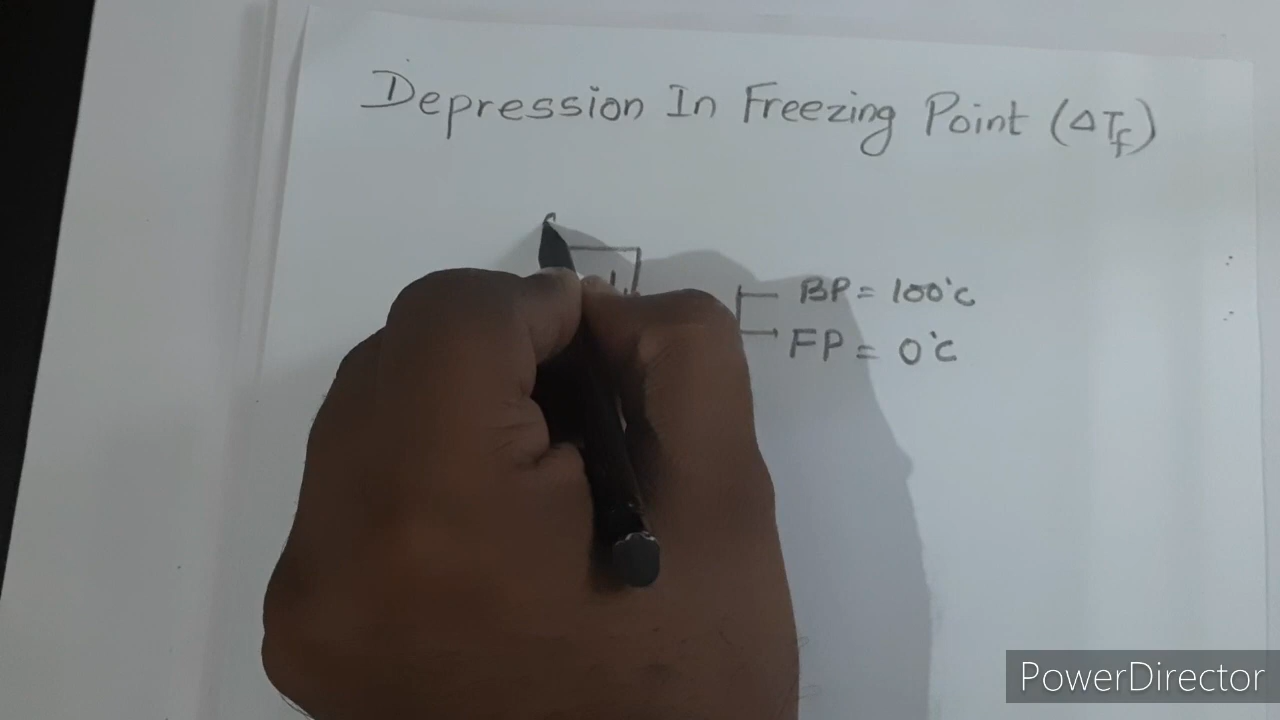 Depression In Freezing Point (ΔTf)
BP = 100°C
FP = 0°C
PowerDirector